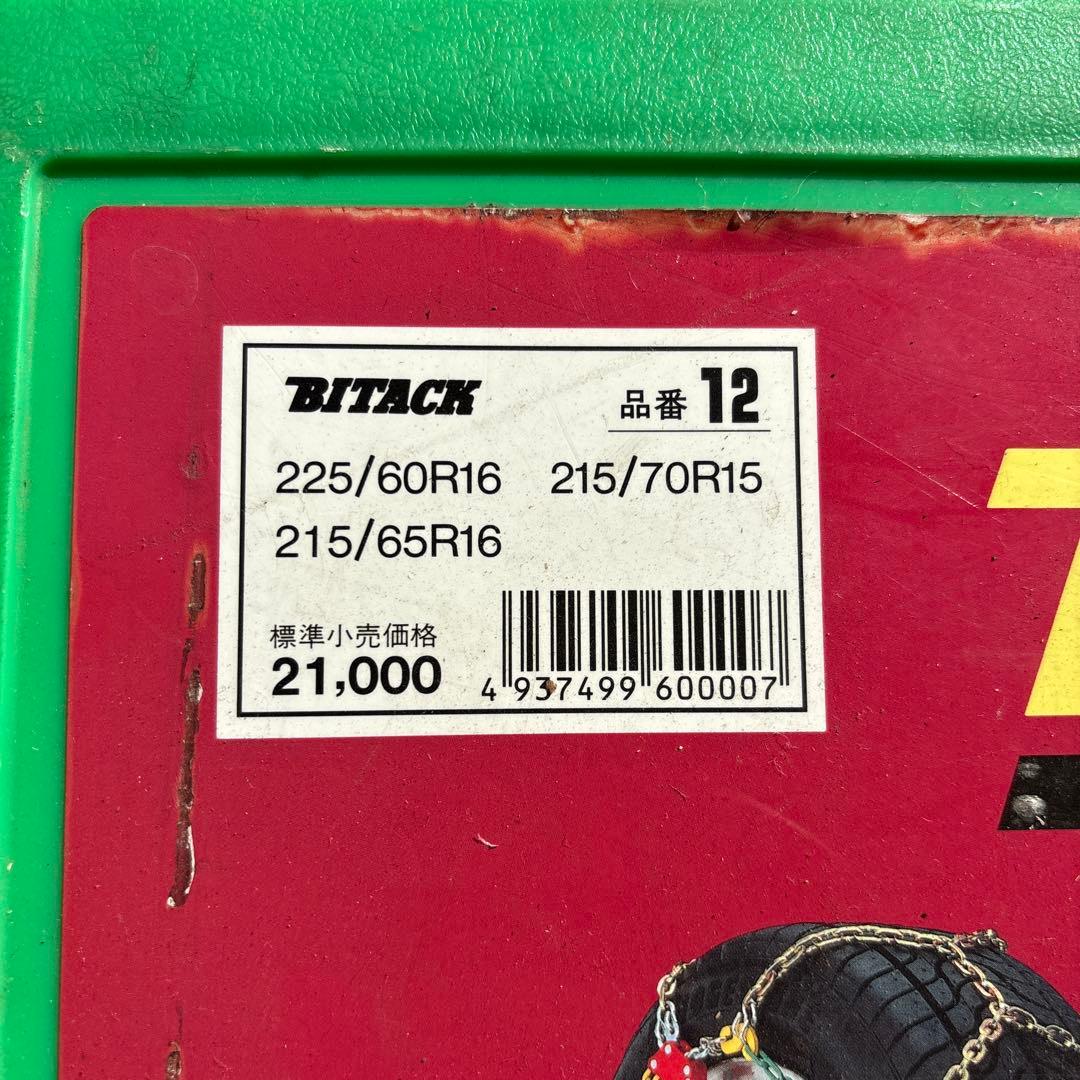 BITACK 品番 12
225/60R16 215/70R15
215/65R16
標準小売価格
21,000
4 937499 600007